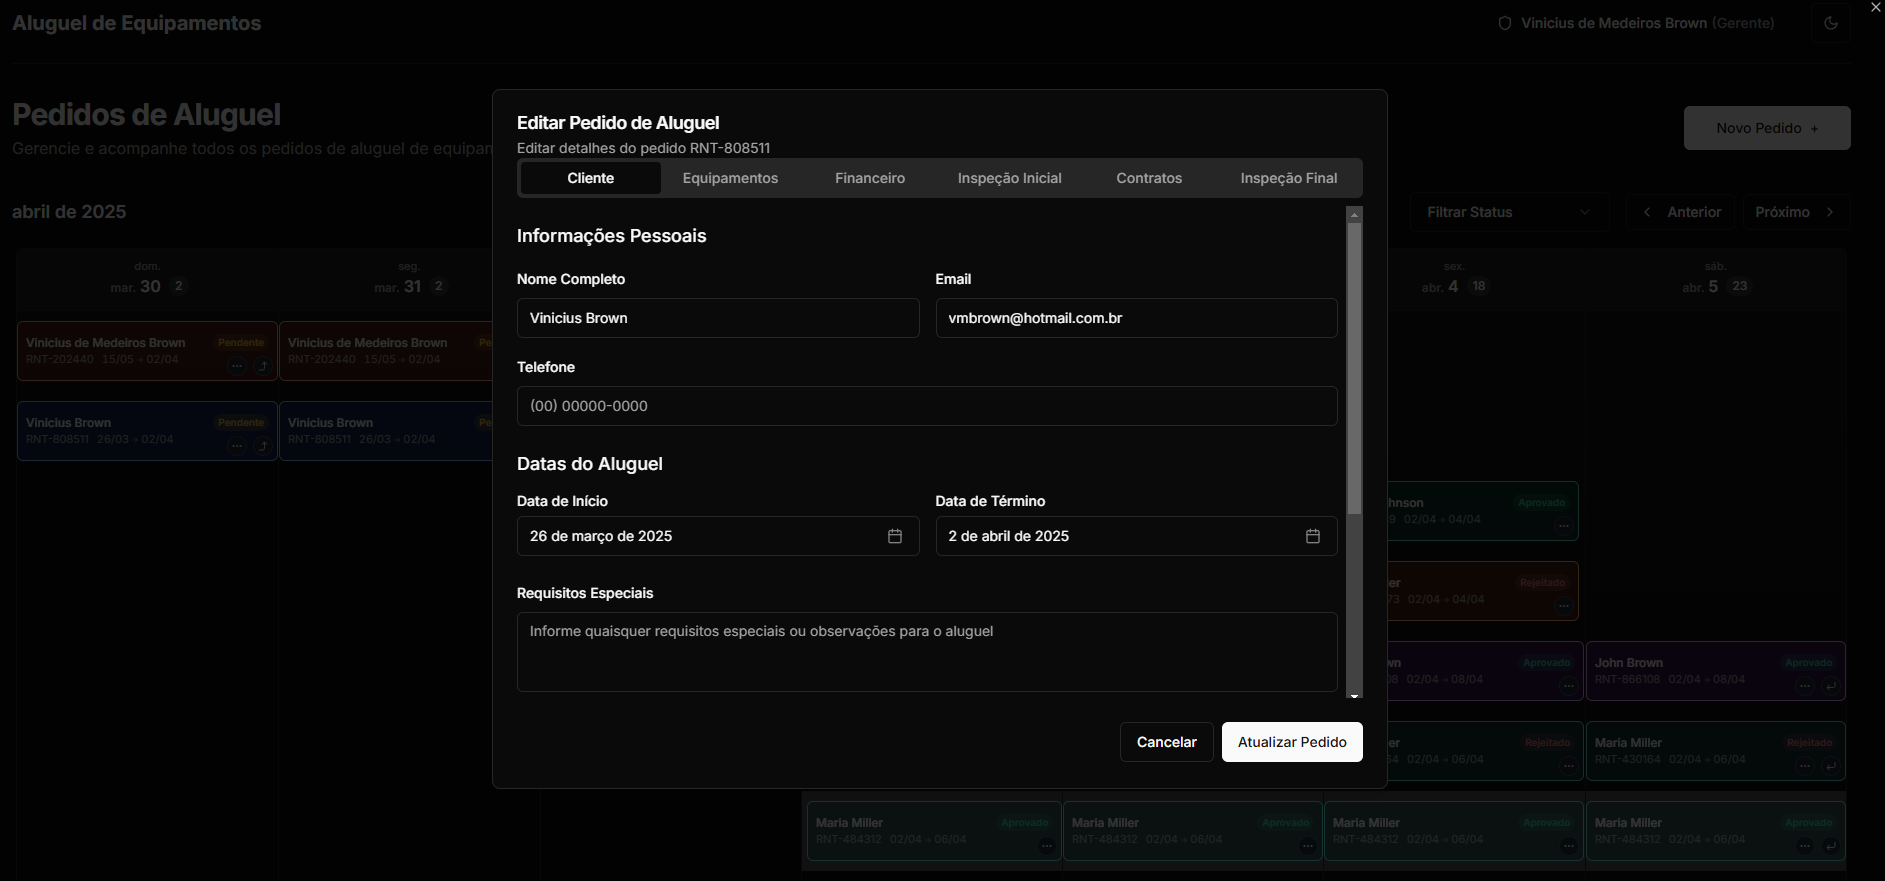 Aluguel de Equipamentos
Vinicius de Medeiros Brown (Gerente)
Pedidos de Aluguel
Gerencie e acompanhe todos os pedidos de aluguel de
Novo Pedido +
abril de 2025
Filtrar Status
Anterior
Próximo
dom.
mar. 30 2
seg.
mar. 31 2
sex.
abr. 4 18
sáb.
abr. 5 23
Vinicius de Medeiros Brown Pendente
RNT-202440 15/05 → 02/04
Vinicius de Medeiros Brown
RNT-202440 15/05 → 02/04
Vinicius Brown Pendente
RNT-808511 26/03 → 02/04
Vinicius Brown
RNT-808511 26/03 → 02/04
Editar Pedido de Aluguel
Editar detalhes do pedido RNT-808511
Cliente
Equipamentos
Financeiro
Inspeção Inicial
Contratos
Inspeção Final
Informações Pessoais
Nome Completo
Vinicius Brown
Email
vmbrown@hotmail.com.br
Telefone
(00) 00000-0000
Datas do Aluguel
Data de Início
26 de março de 2025
Data de Término
2 de abril de 2025
Requisitos Especiais
Informe quaisquer requisitos especiais ou observações para o aluguel
Cancelar
Atualizar Pedido
hnson Aprovado
9 02/04 → 04/04
er Rejeitado
73 02/04 → 04/04
wn Aprovado
08 02/04 → 08/04
John Brown Aprovado
RNT-866108 02/04 → 08/04
er Rejeitado
64 02/04 → 06/04
Maria Miller Rejeitado
RNT-430164 02/04 → 06/04
Maria Miller Aprovado
RNT-484312 02/04 → 06/04
Maria Miller Aprovado
RNT-484312 02/04 → 06/04
Maria Miller Aprovado
RNT-484312 02/04 → 06/04
Maria Miller Aprovado
RNT-484312 02/04 → 06/04